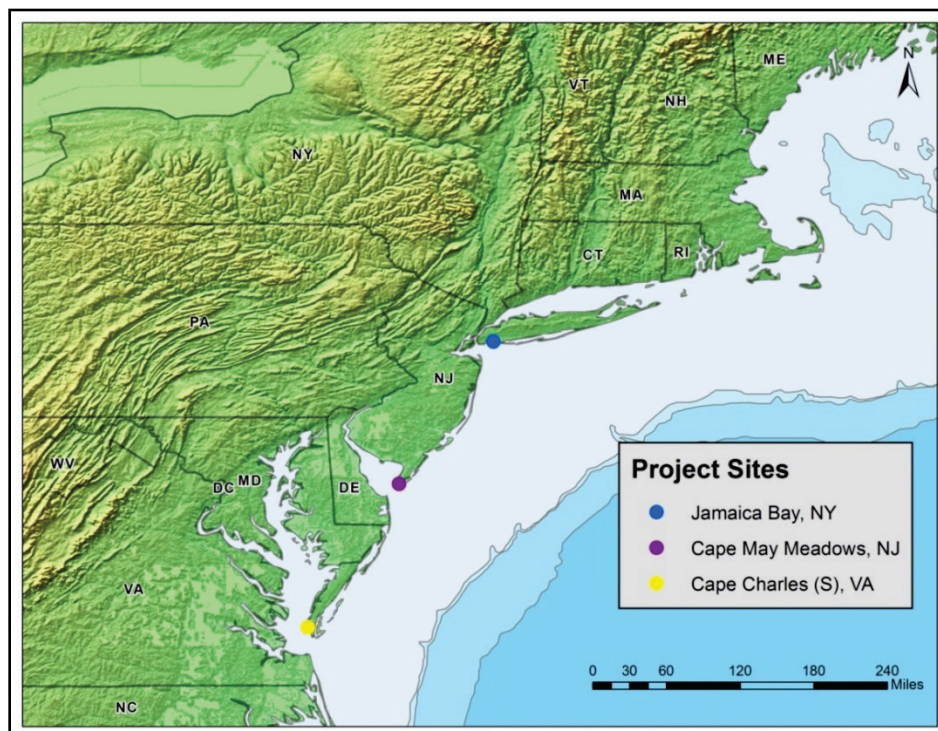 ME
N
VT
NH
NY
MA
CT
RI
PA
NJ
WV
DC
MD
DE
VA
NC
Project Sites
Jamaica Bay, NY
Cape May Meadows, NJ
Cape Charles (S), VA
0 30 60 120 180 240
Miles